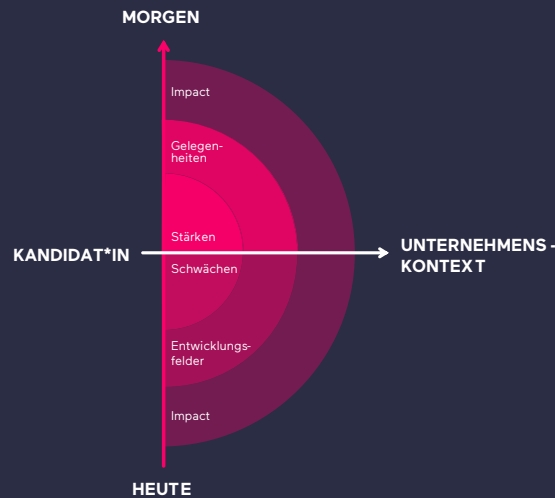 MORGEN
Impact
Gelegen-
heiten
Stärken
KANDIDAT*IN
UNTERNEHMENS-
KONTEXT
Schwächen
Entwicklungs-
felder
Impact
HEUTE